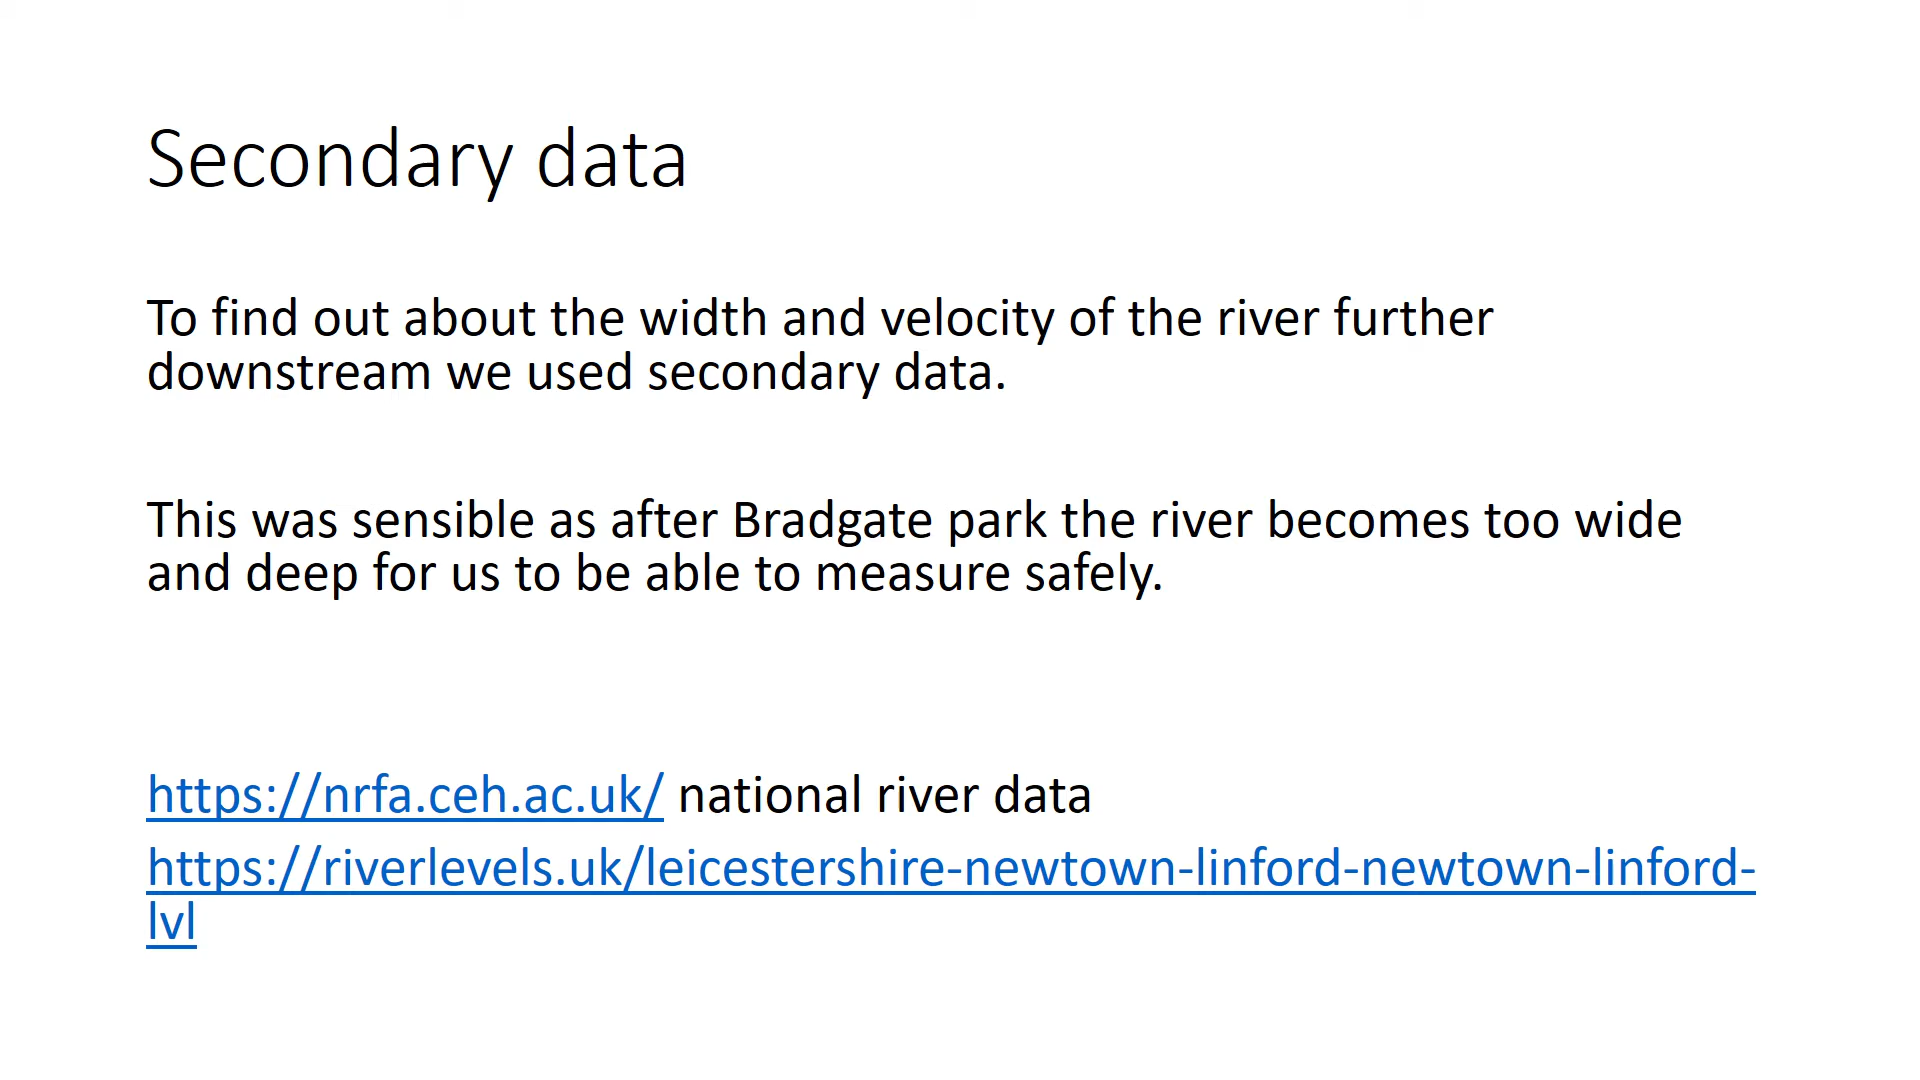 Secondary data
To find out about the width and velocity of the river further
downstream we used secondary data.
This was sensible as after Bradgate park the river becomes too wide
and deep for us to be able to measure safely.
https://nrfa.ceh.ac.uk/ national river data
https://riverlevels.uk/leicestershire-newtown-linford-newtown-linford-
lvl